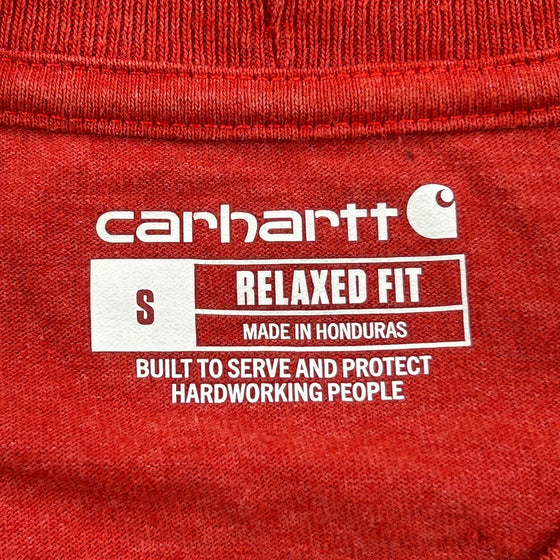 carhartt
S
RELAXED FIT
MADE IN HONDURAS
BUILT TO SERVE AND PROTECT
HARDWORKING PEOPLE